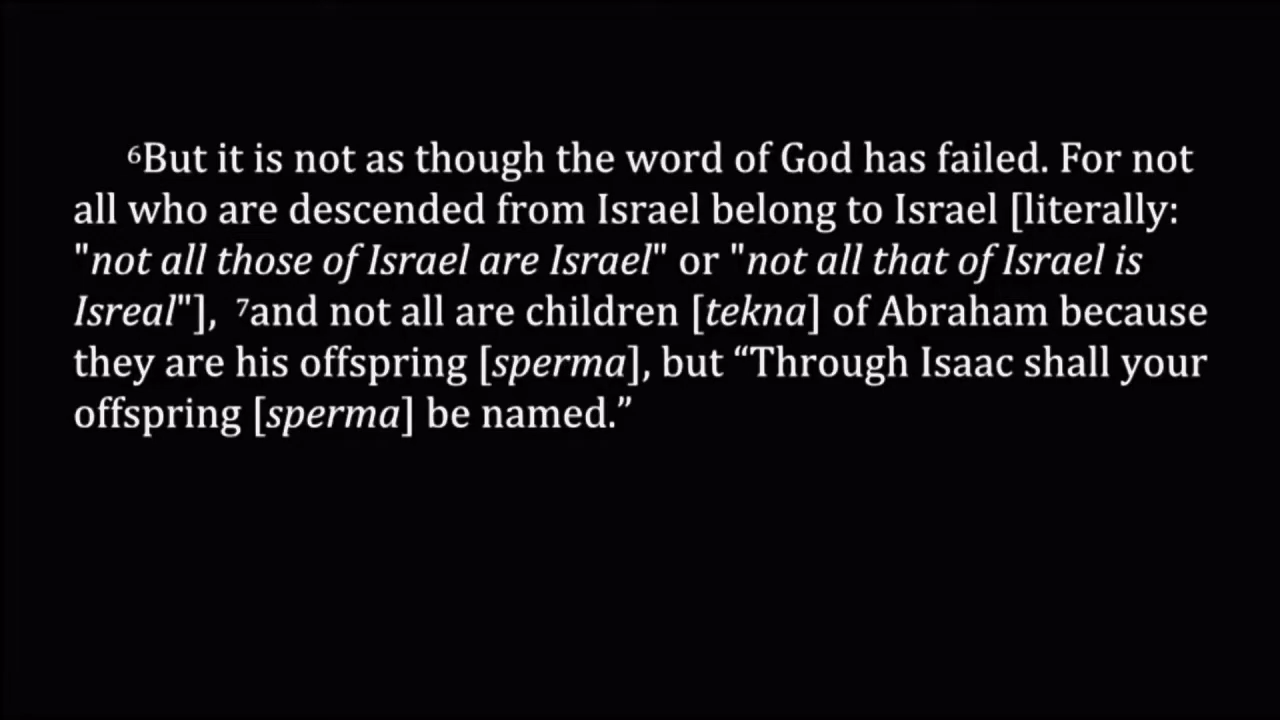 ⁶But it is not as though the word of God has failed. For not
all who are descended from Israel belong to Israel [literally:
"not all those of Israel are Israel" or "not all that of Israel is
Isreal"], ⁷and not all are children [tekna] of Abraham because
they are his offspring [sperma], but “Through Isaac shall your
offspring [sperma] be named.”